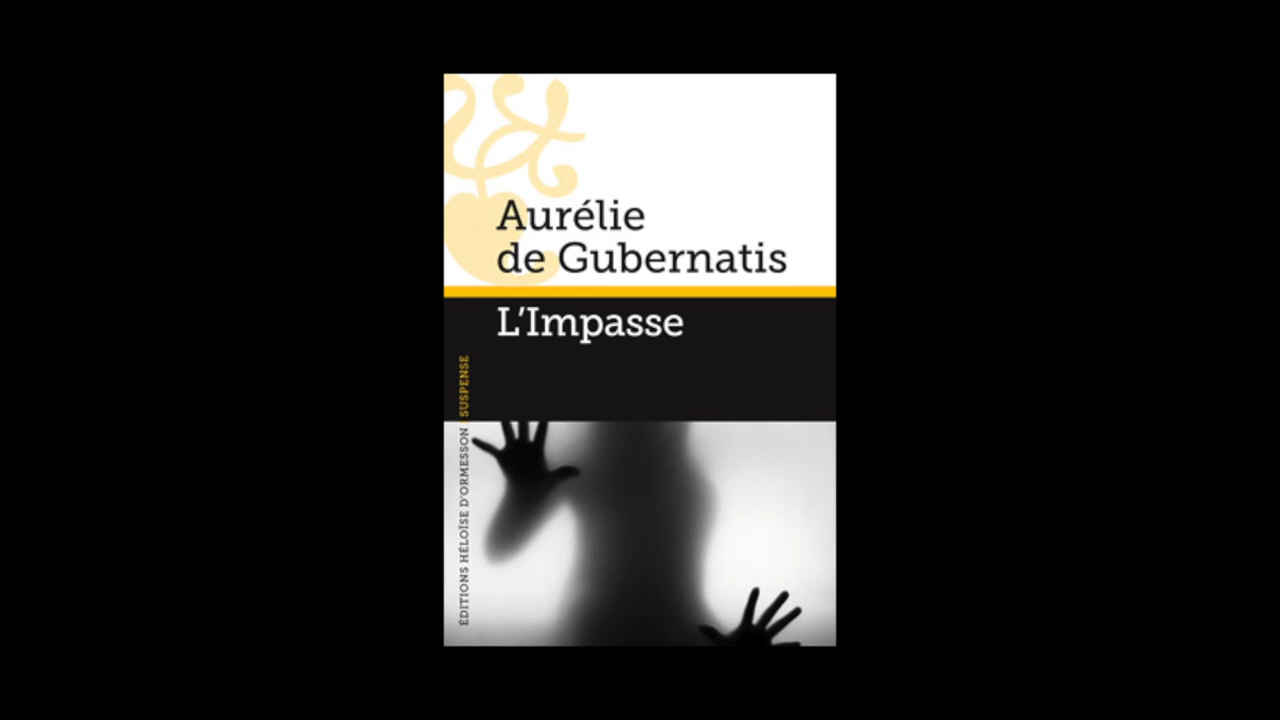 Aurélie
de Gubernatis
L'Impasse
ÉDITIONS HÉLOÏSE D'ORMESSON | SUSPENSE